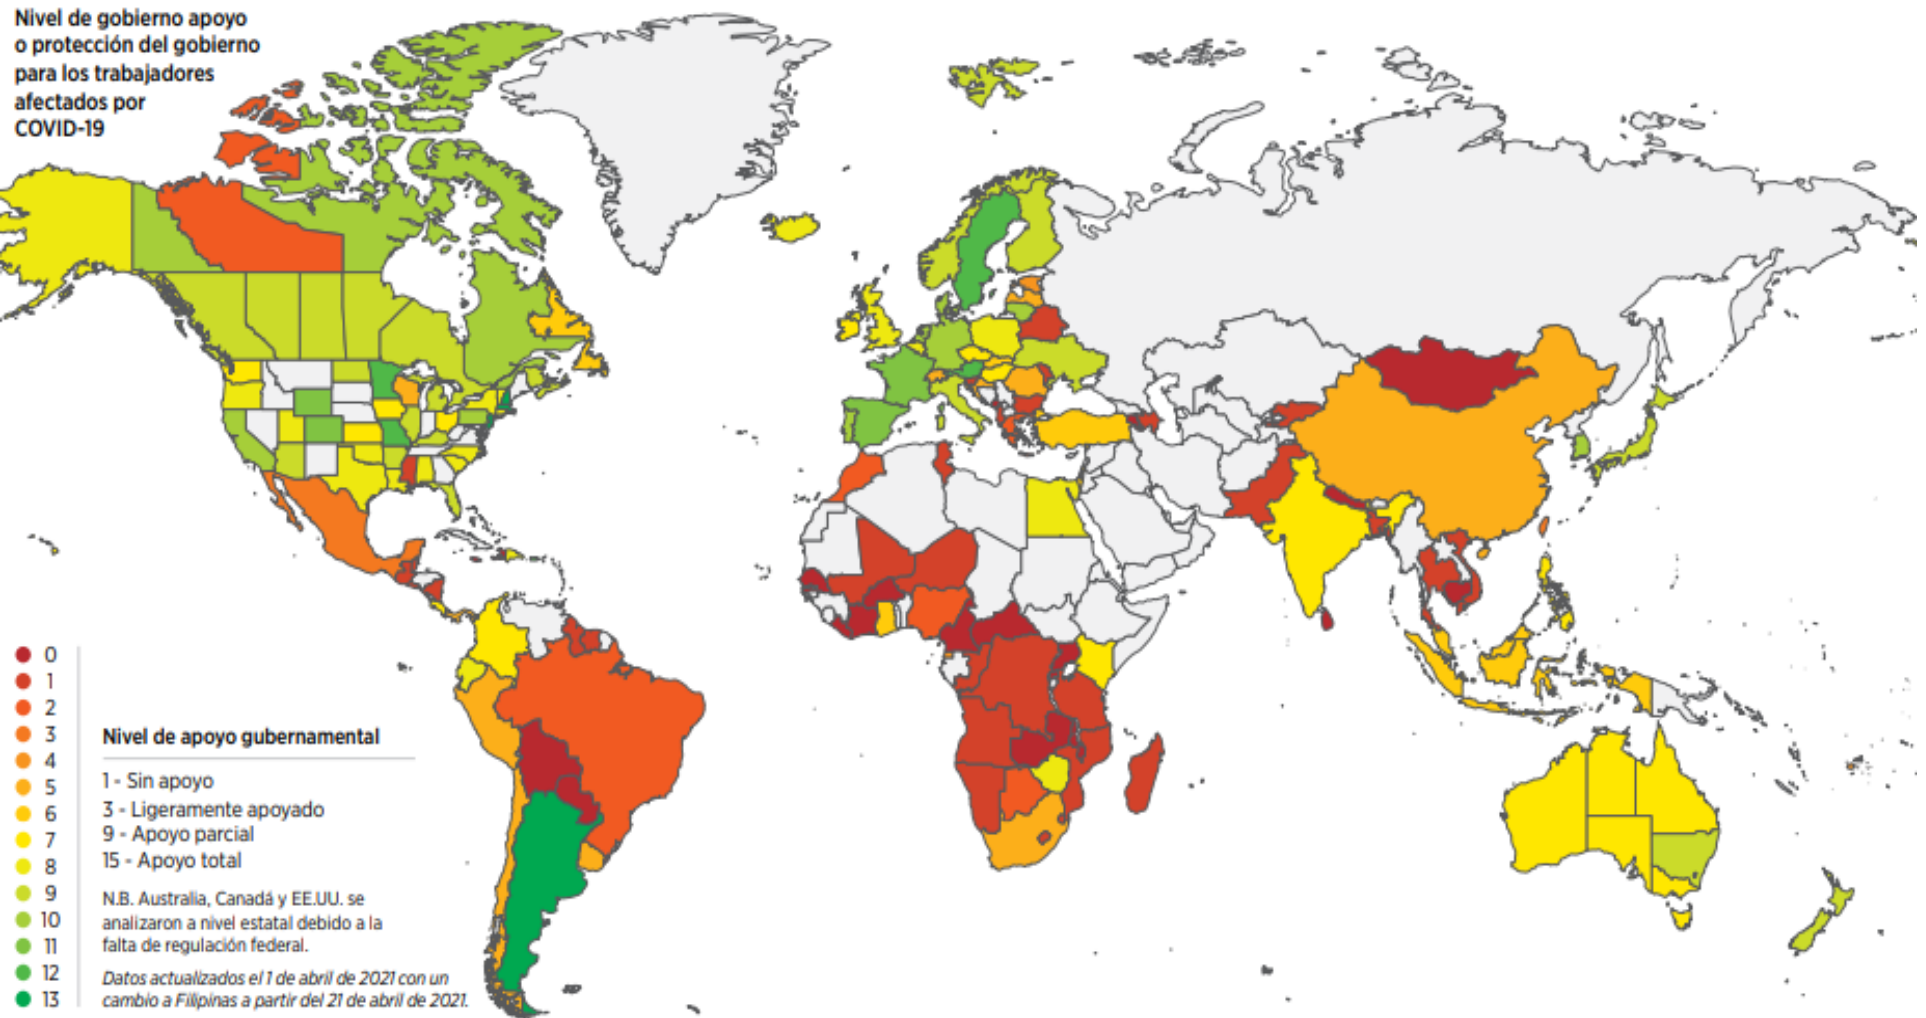 Nivel de gobierno apoyo
o protección del gobierno
para los trabajadores
afectados por
COVID-19
0
1
2
3
4
5
6
7
8
9
10
11
12
13
Nivel de apoyo gubernamental
1 - Sin apoyo
3 - Ligeramente apoyado
9 - Apoyo parcial
15 - Apoyo total
N.B. Australia, Canadá y EE.UU. se
analizaron a nivel estatal debido a la
falta de regulación federal.
Datos actualizados el 1 de abril de 2021 con un
cambio a Filipinas a partir del 21 de abril de 2021.